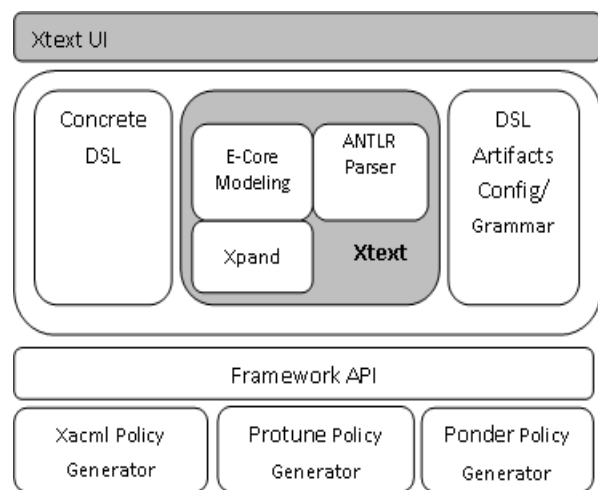 Xtext UI
Concrete
DSL
E-Core
Modeling
ANTLR
Parser
Xpand
Xtext
DSL
Artifacts
Config/
Grammar
Framework API
Xacml Policy
Generator
Protune Policy
Generator
Ponder Policy
Generator